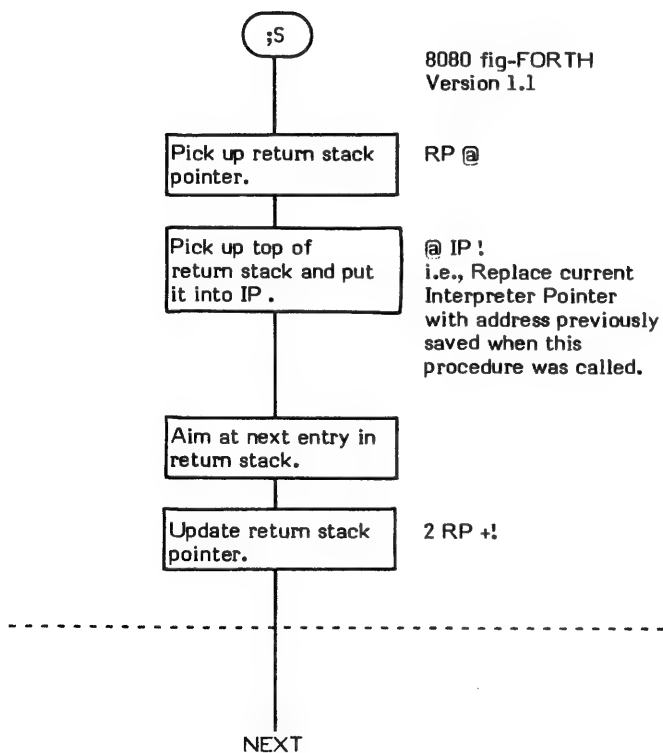 ;S
8080 fig-FORTH
Version 1.1
Pick up return stack
pointer.
RP @
Pick up top of
return stack and put
it into IP .
@ IP !
i.e., Replace current
Interpreter Pointer
with address previously
saved when this
procedure was called.
Aim at next entry in
return stack.
Update return stack
pointer.
2 RP +!
NEXT